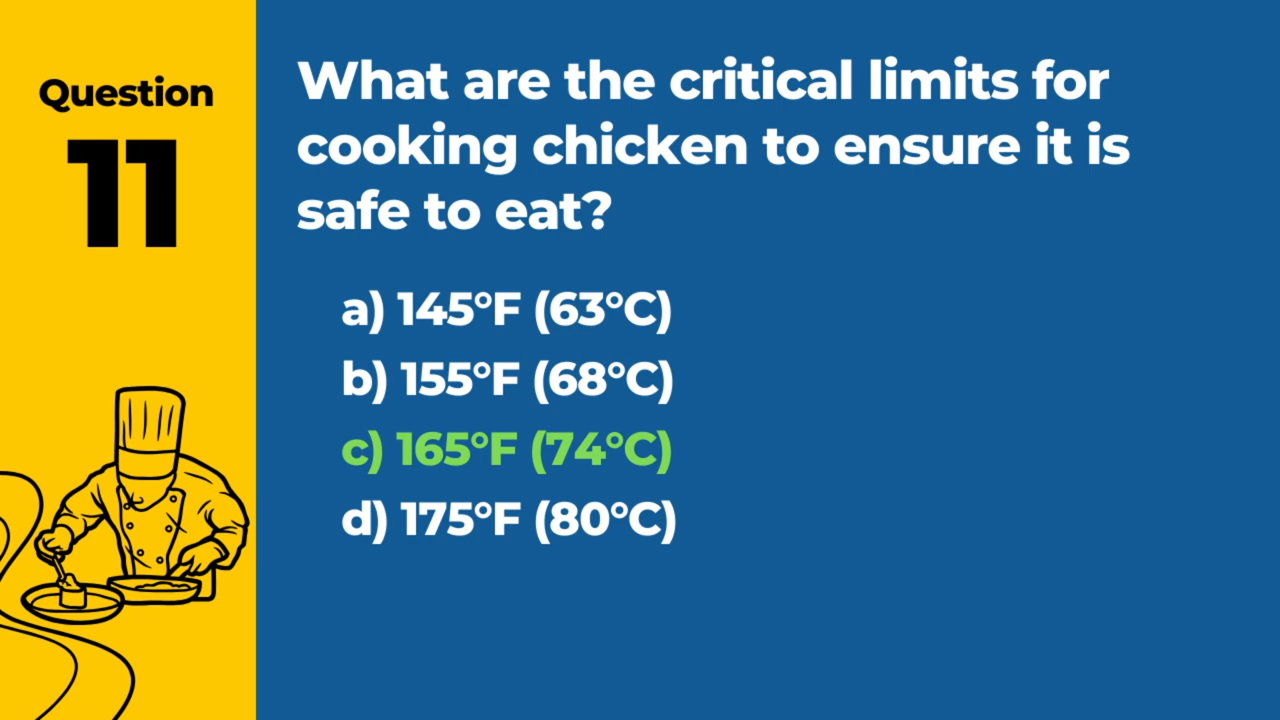 Question
11
What are the critical limits for
cooking chicken to ensure it is
safe to eat?
a) 145°F (63°C)
b) 155°F (68°C)
c) 165°F (74°C)
d) 175°F (80°C)